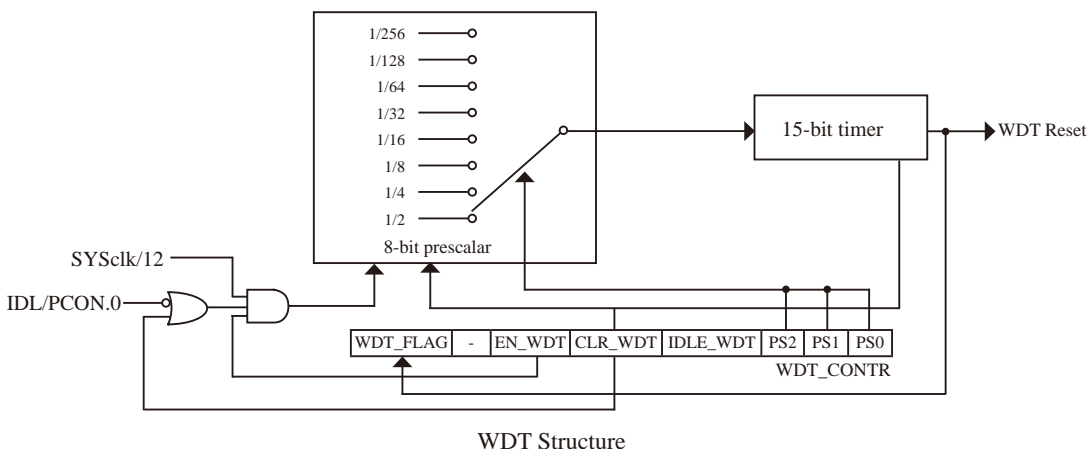 1/256
1/128
1/64
1/32
1/16
1/8
1/4
1/2
8-bit prescalar
15-bit timer
WDT Reset
SYSclk/12
IDL/PCON.0
WDT_FLAG - EN_WDT CLR_WDT IDLE_WDT PS2 PS1 PS0
WDT_CONTR
WDT Structure